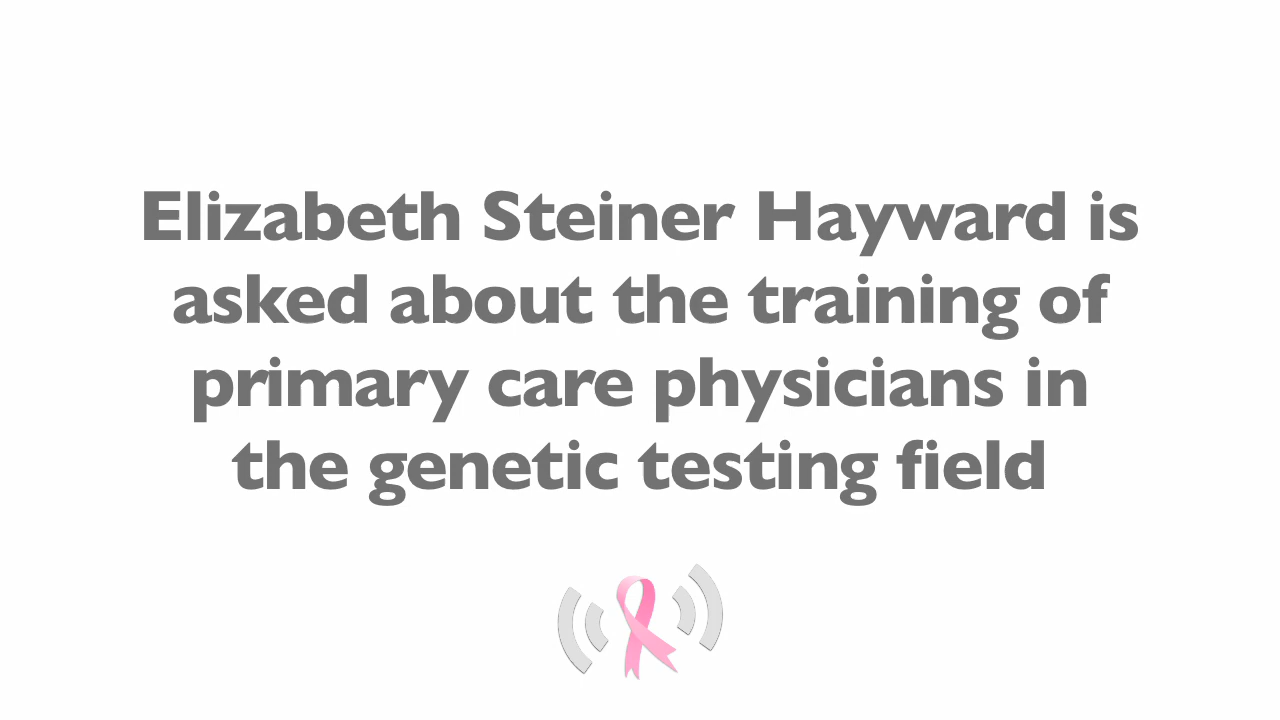 Elizabeth Steiner Hayward is
asked about the training of
primary care physicians in
the genetic testing field